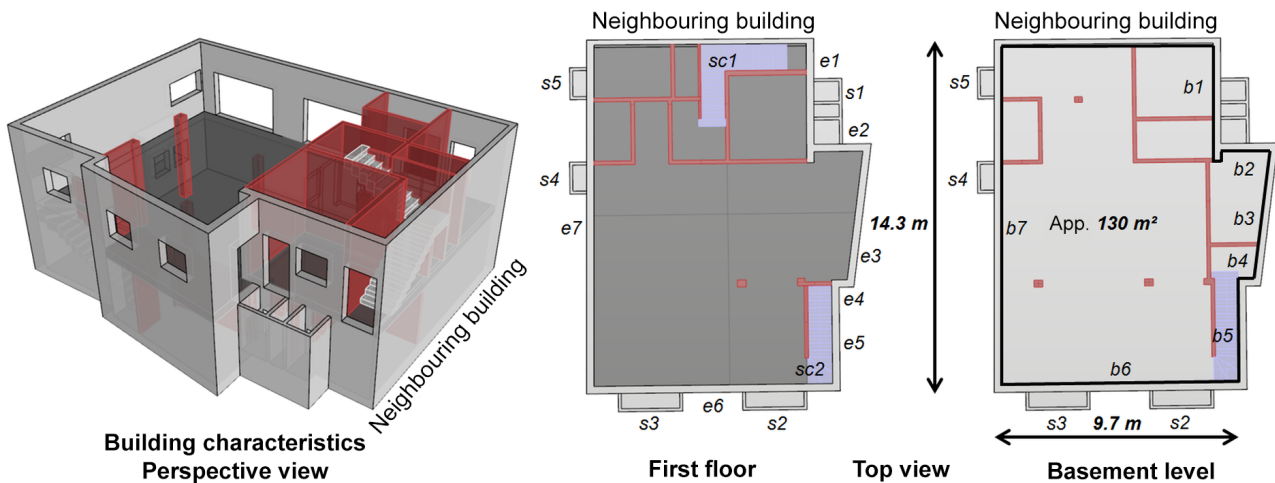 Neighbouring building
Building characteristics
Perspective view
Neighbouring building
sc1
e1
s5
s1
e2
s4
e7
e3
e4
e5
sc2
e6
s3
s2
First floor
14.3 m
Top view
Neighbouring building
b1
s5
b2
s4
b3
b7
App. 130 m²
b4
b5
b6
s3
9.7 m
s2
Basement level